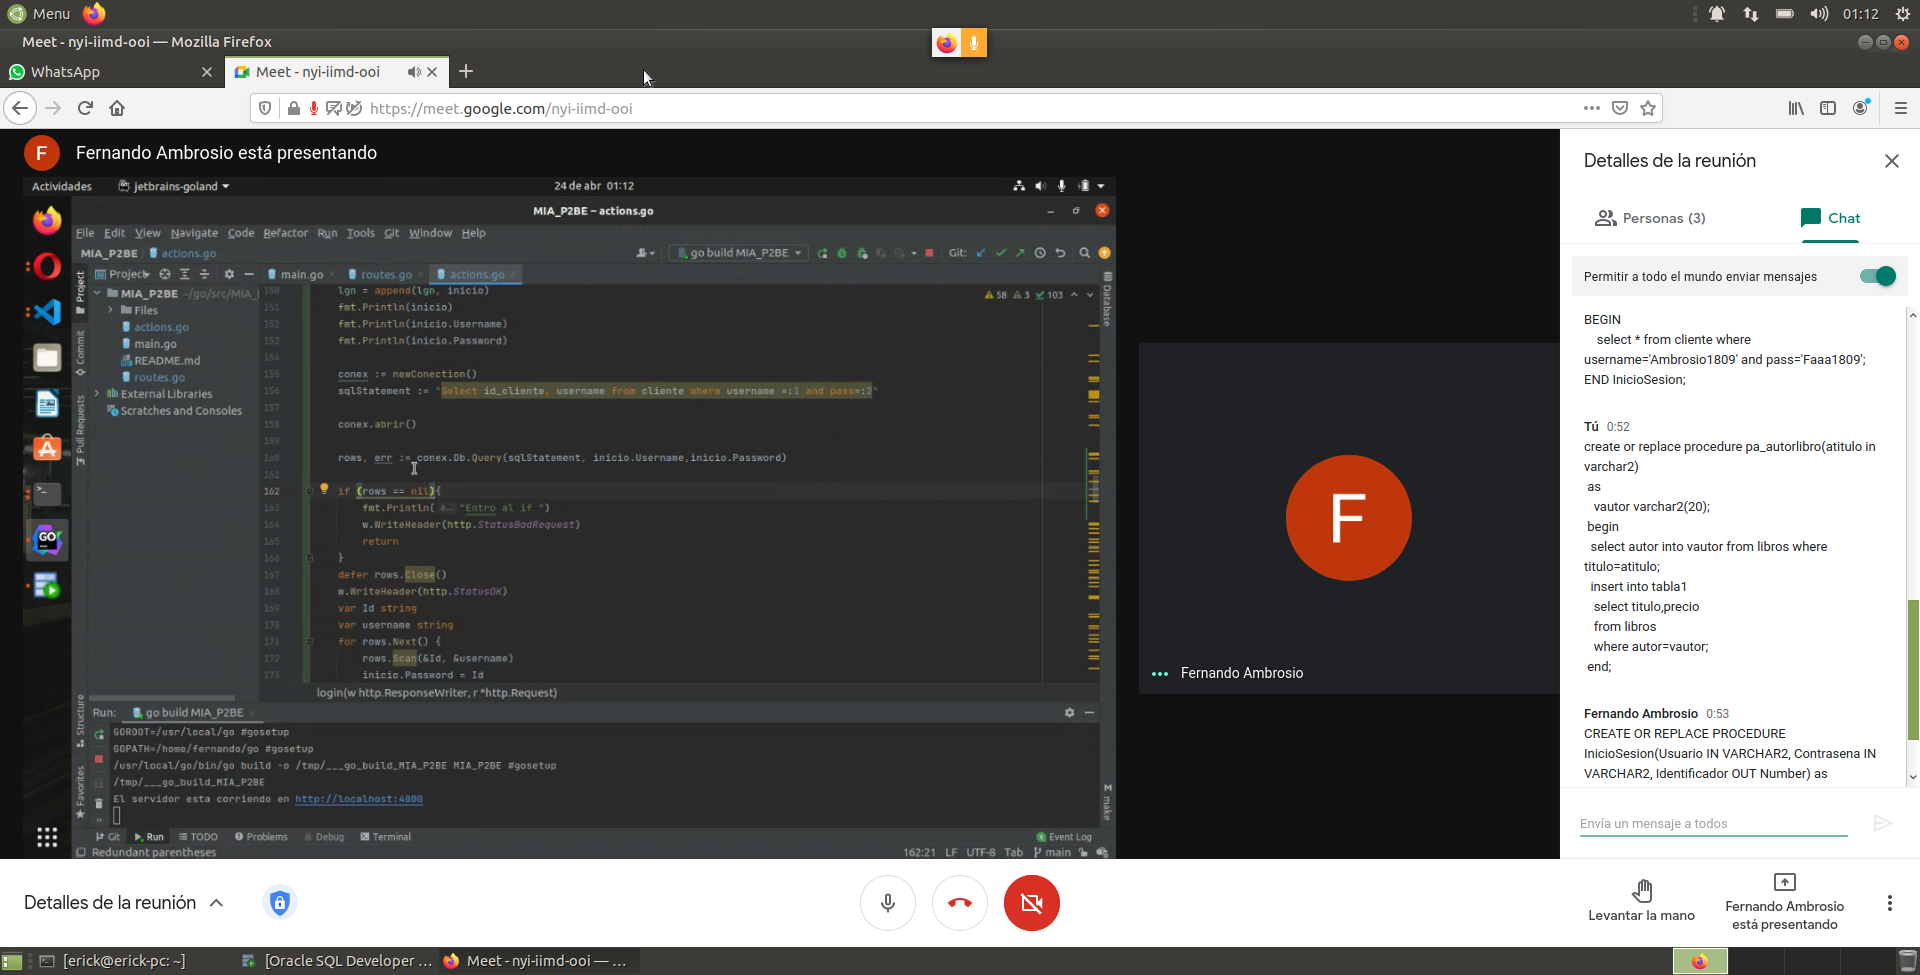 Menu
01:12
Meet - nyi-iimd-ooi — Mozilla Firefox
WhatsApp
Meet - nyi-iimd-ooi
https://meet.google.com/nyi-iimd-ooi
F
Fernando Ambrosio está presentando
Actividades
jetbrains-goland
24 de abr 01:12
MIA_P2BE – actions.go
File Edit View Navigate Code Refactor Run Tools Git Window Help
MIA_P2BE actions.go
go build MIA_P2BE
Git:
Project
main.go
routes.go
actions.go
MIA_P2BE ~/go/src/MIA_
Files
actions.go
main.go
README.md
routes.go
External Libraries
Scratches and Consoles
Project
Commit
Pull Requests
Structure
Favorites
Database
make
58 3 103
150 lgn = append(lgn, inicio)
151 fmt.Println(inicio)
152 fmt.Println(inicio.Username)
153 fmt.Println(inicio.Password)
154
155 conex := newConection()
156 sqlStatement := "Select id_cliente, username from cliente where username =:1 and pass=:2"
157
158 conex.abrir()
159
160 rows, err := conex.Db.Query(sqlStatement, inicio.Username,inicio.Password)
161
162 if (rows == nil){
163 fmt.Println( a...: "Entro al if ")
164 w.WriteHeader(http.StatusBadRequest)
165 return
166 }
167 defer rows.Close()
168 w.WriteHeader(http.StatusOK)
169 var Id string
170 var username string
171 for rows.Next() {
172 rows.Scan(&Id, &username)
173 inicio.Password = Id
login(w http.ResponseWriter, r *http.Request)
Run: go build MIA_P2BE
GOROOT=/usr/local/go #gosetup
GOPATH=/home/fernando/go #gosetup
/usr/local/go/bin/go build -o /tmp/___go_build_MIA_P2BE MIA_P2BE #gosetup
/tmp/___go_build_MIA_P2BE
El servidor esta corriendo en http://localhost:4000
Git Run TODO Problems Debug Terminal
Event Log
Redundant parentheses
162:21 LF UTF-8 Tab main
F
Fernando Ambrosio
Detalles de la reunión
Personas (3)
Chat
Permitir a todo el mundo enviar mensajes
BEGIN
select * from cliente where
username='Ambrosio1809' and pass='Faaa1809';
END InicioSesion;
Tú 0:52
create or replace procedure pa_autorlibro(atitulo in
varchar2)
as
vautor varchar2(20);
begin
select autor into vautor from libros where
titulo=atitulo;
insert into tabla1
select titulo,precio
from libros
where autor=vautor;
end;
Fernando Ambrosio 0:53
CREATE OR REPLACE PROCEDURE
InicioSesion(Usuario IN VARCHAR2, Contrasena IN
VARCHAR2, Identificador OUT Number) as
Envía un mensaje a todos
Detalles de la reunión
Levantar la mano
Fernando Ambrosio
está presentando
[erick@erick-pc: ~]
[Oracle SQL Developer ...
Meet - nyi-iimd-ooi — ...